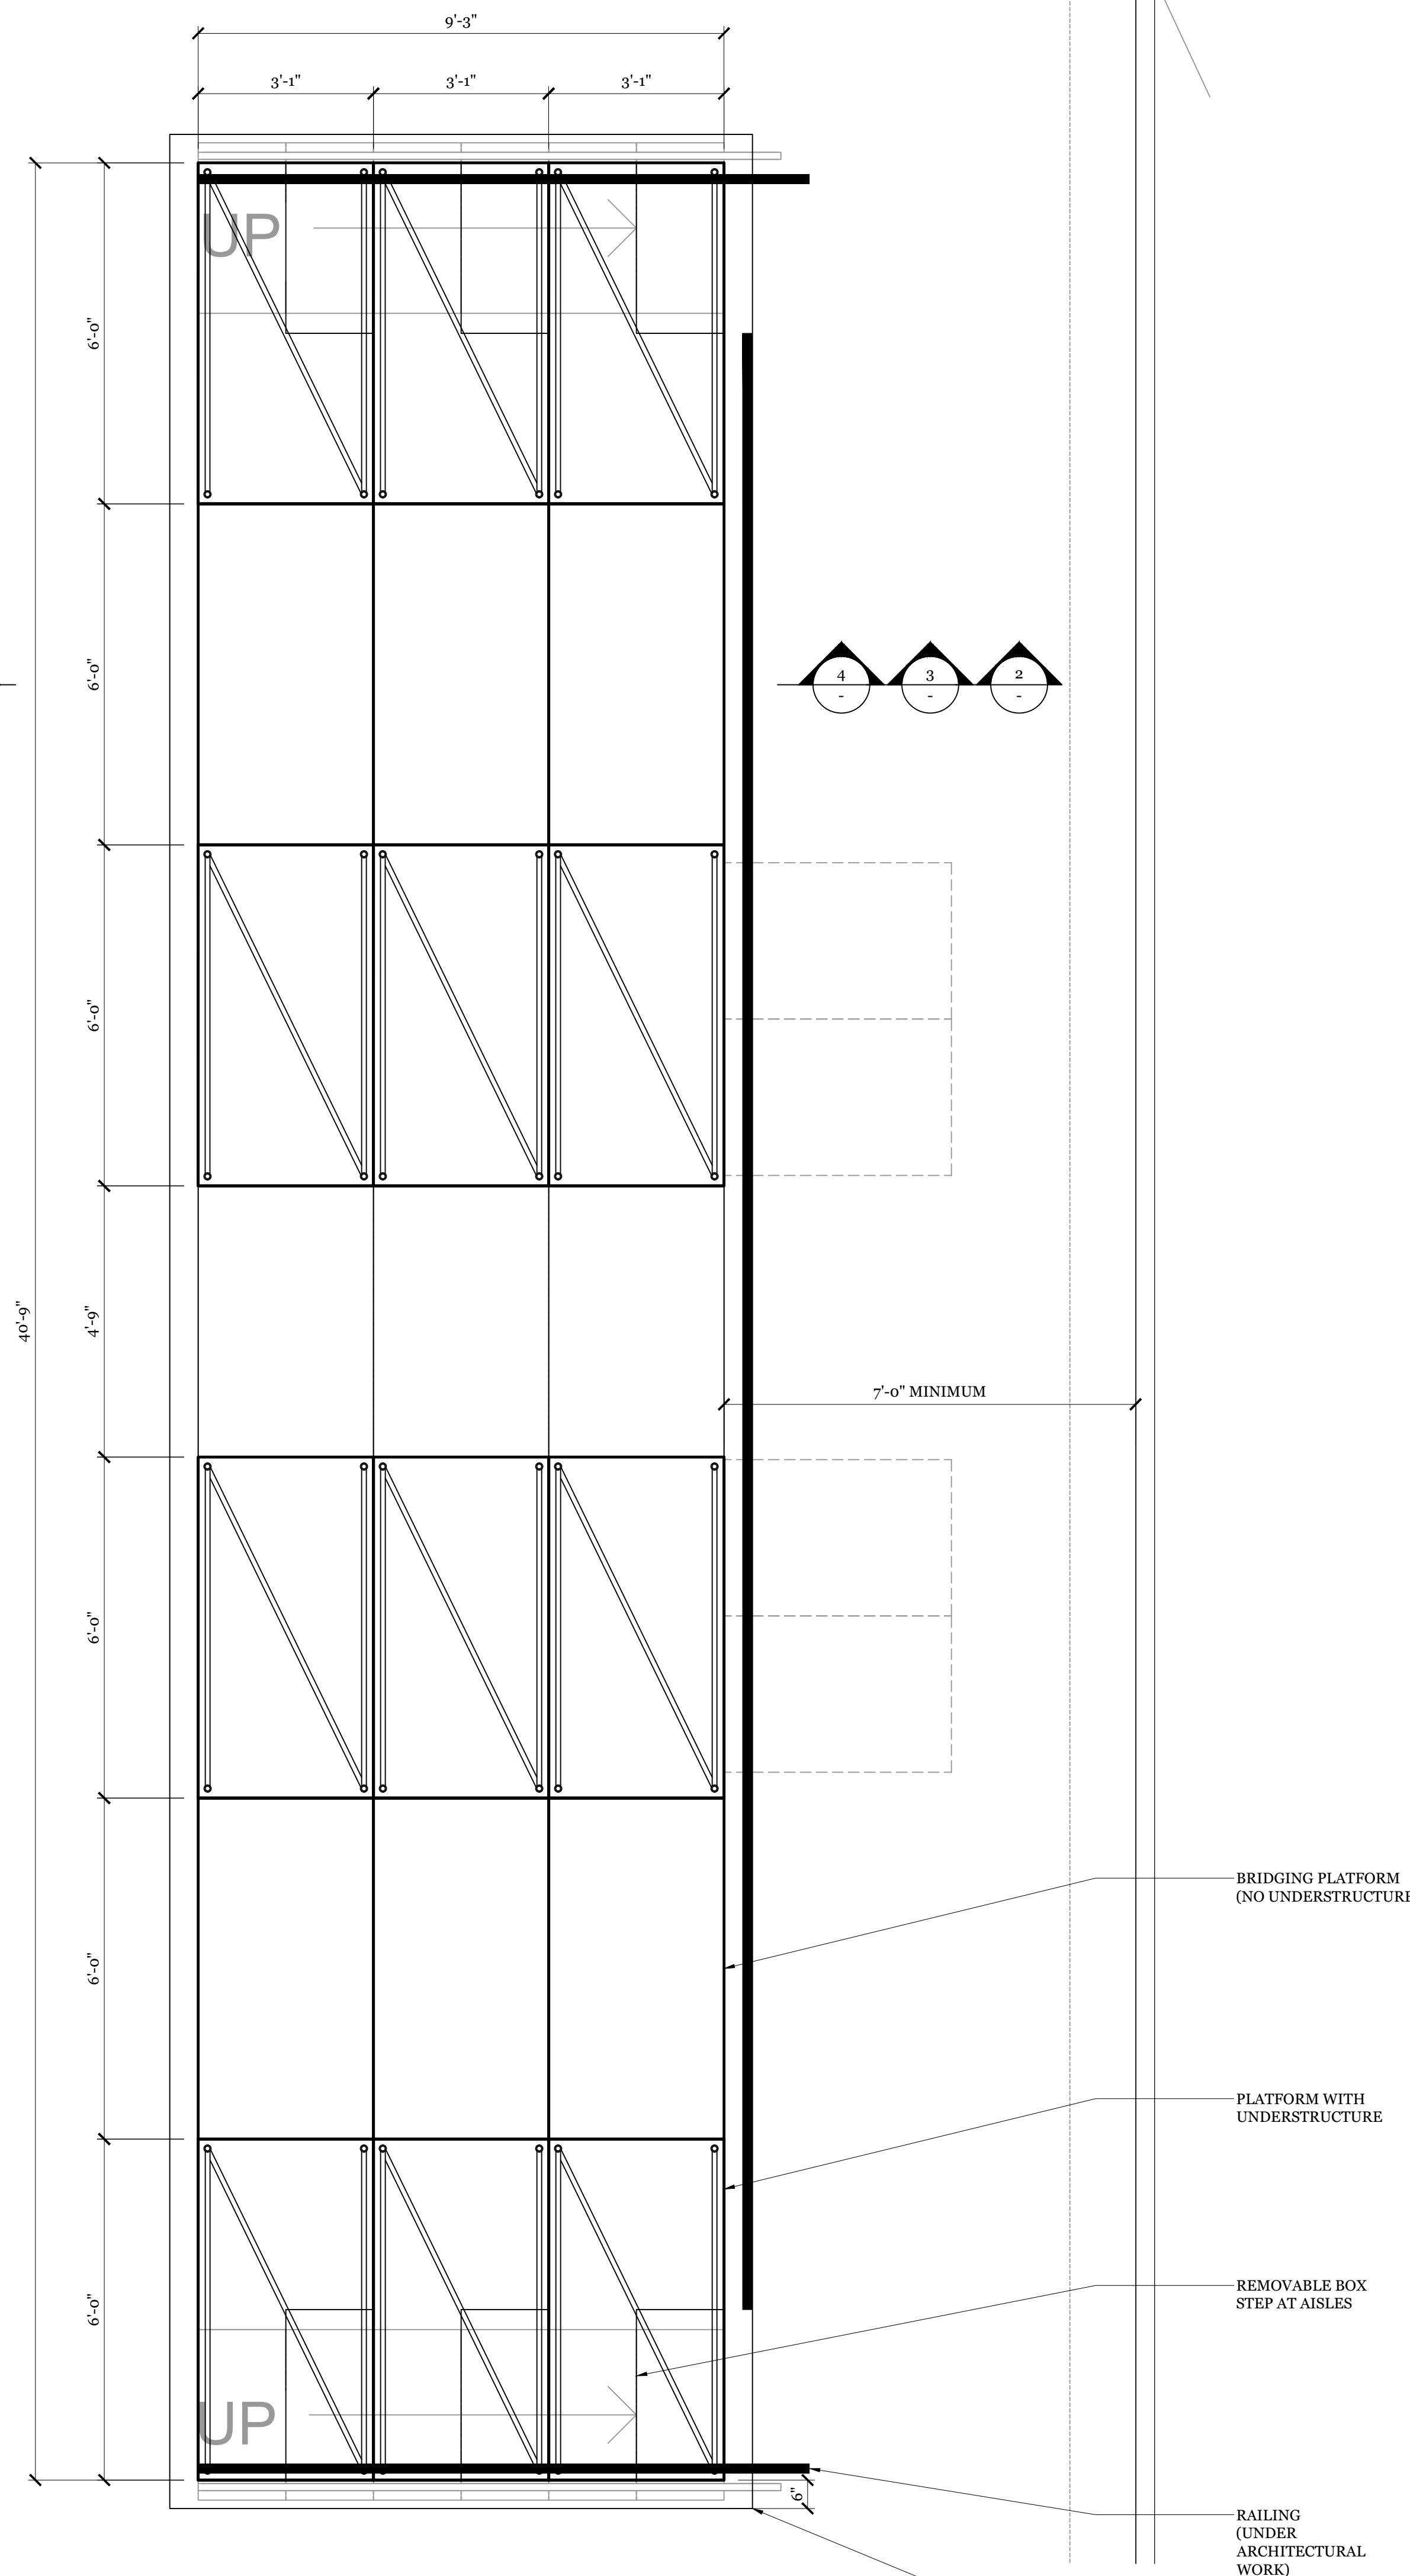 9'-3"
3'-1" 3'-1" 3'-1"
UP
6'-0"
6'-0"
4 3 2
- - -
6'-0"
40'-9"
4'-9"
7'-0" MINIMUM
6'-0"
BRIDGING PLATFORM
(NO UNDERSTRUCTURE
6'-0"
PLATFORM WITH
UNDERSTRUCTURE
REMOVABLE BOX
STEP AT AISLES
6'-0"
UP
6"
RAILING
(UNDER
ARCHITECTURAL
WORK)